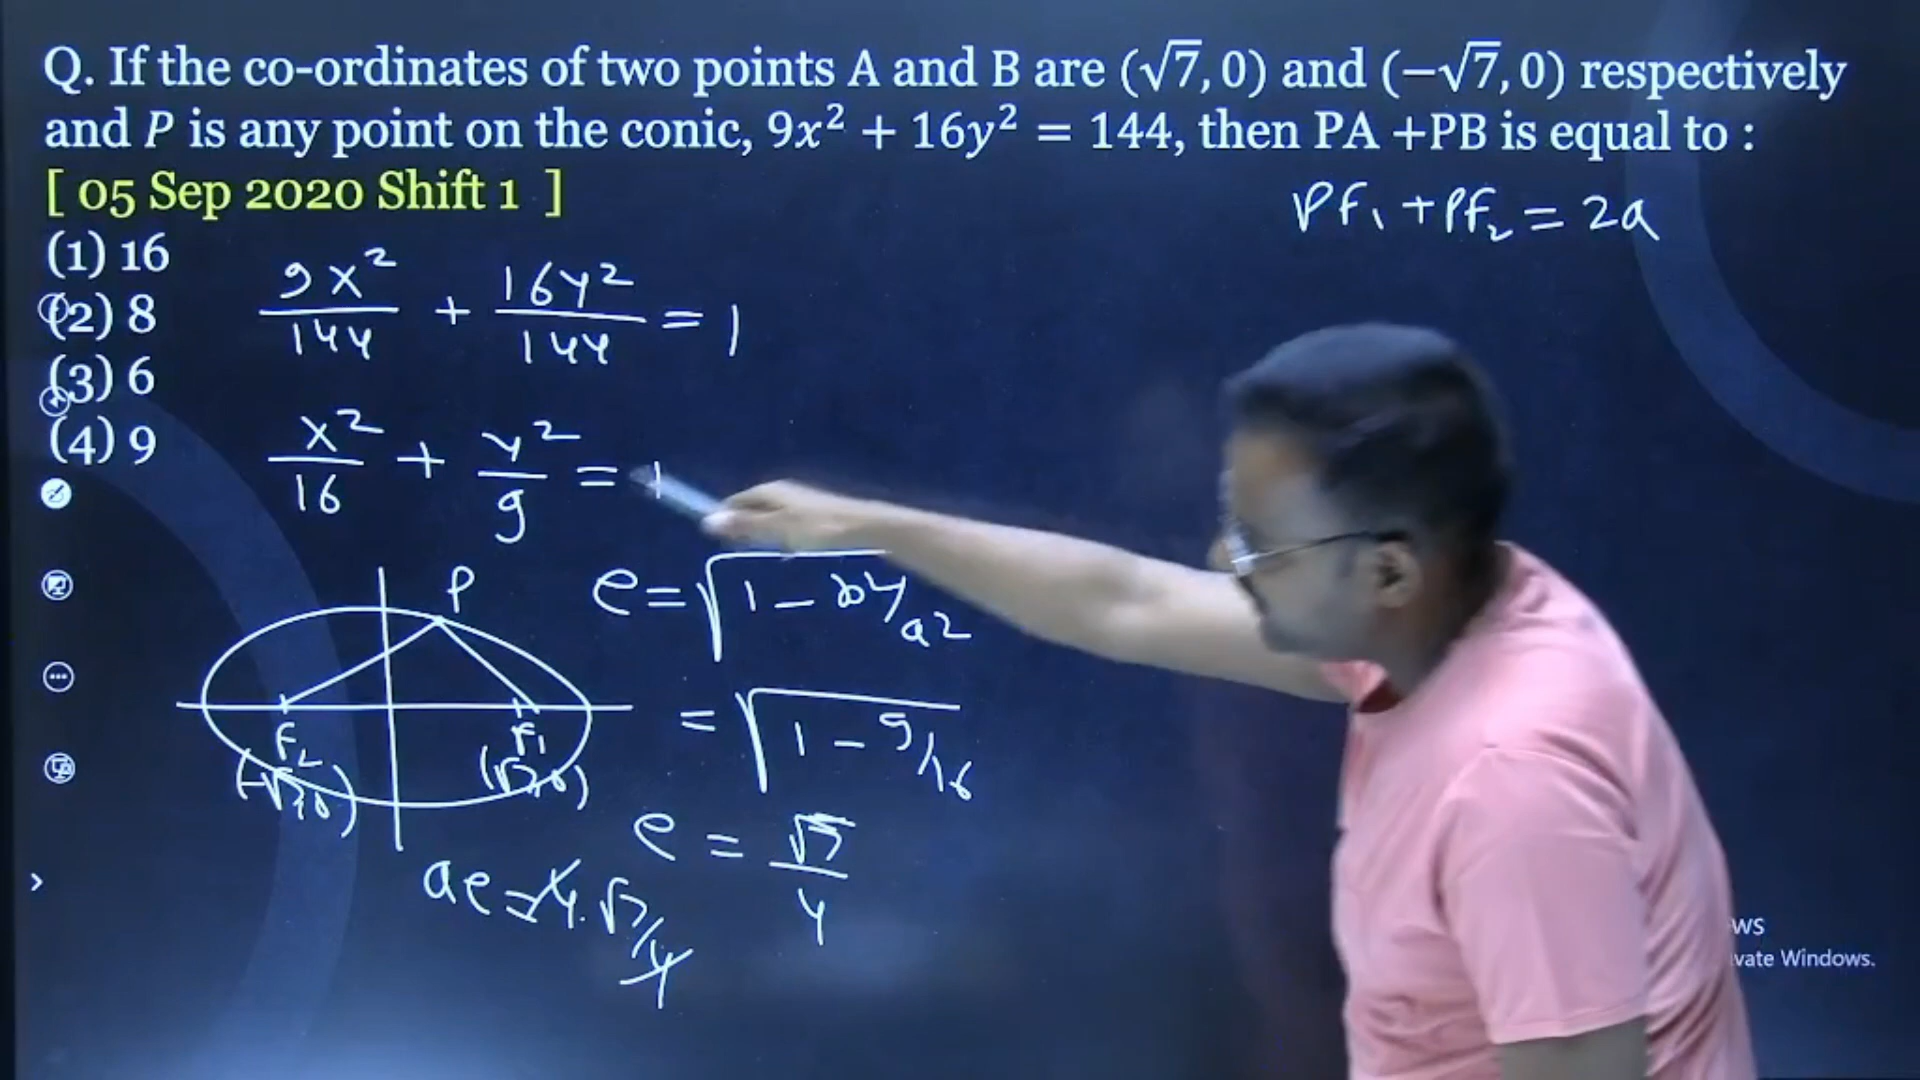 Q. If the co-ordinates of two points A and B are (√7, 0) and (−√7, 0) respectively
and P is any point on the conic, 9x² + 16y² = 144, then PA +PB is equal to :
[ 05 Sep 2020 Shift 1 ]
PF₁ + PF₂ = 2a
(1) 16
(2) 8
(3) 6
(4) 9
9x²/144 + 16y²/144 = 1
x²/16 + y²/9 = 1
P
F₂
F₁
(-√7,0)
(√7,0)
e = √1 - b²/a²
= √1 - 9/16
e = √7/4
ae = 4.√7/4
ws
vate Windows.